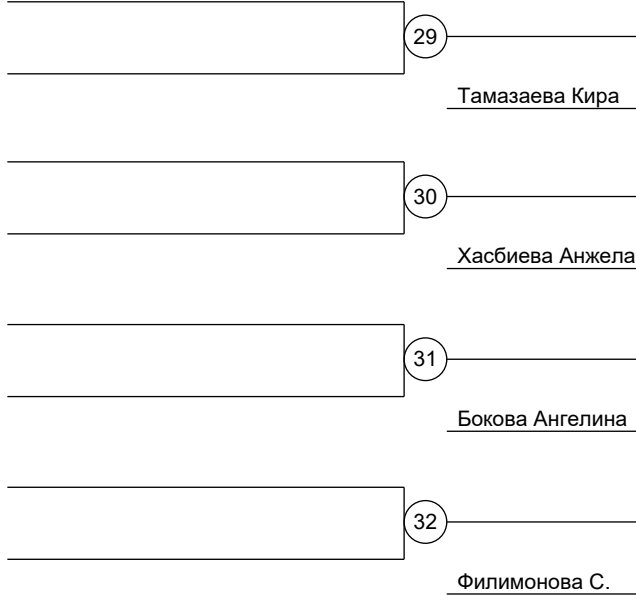 29
Тамазаева Кира
30
Хасбиева Анжела
31
Бокова Ангелина
32
Филимонова С.